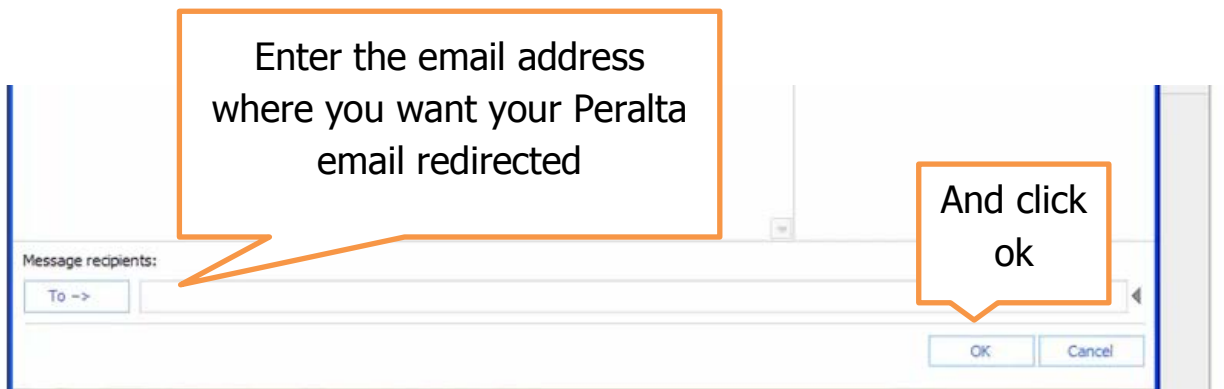 Enter the email address
where you want your Peralta
email redirected
And click
ok
Message recipients:
To ->
OK Cancel